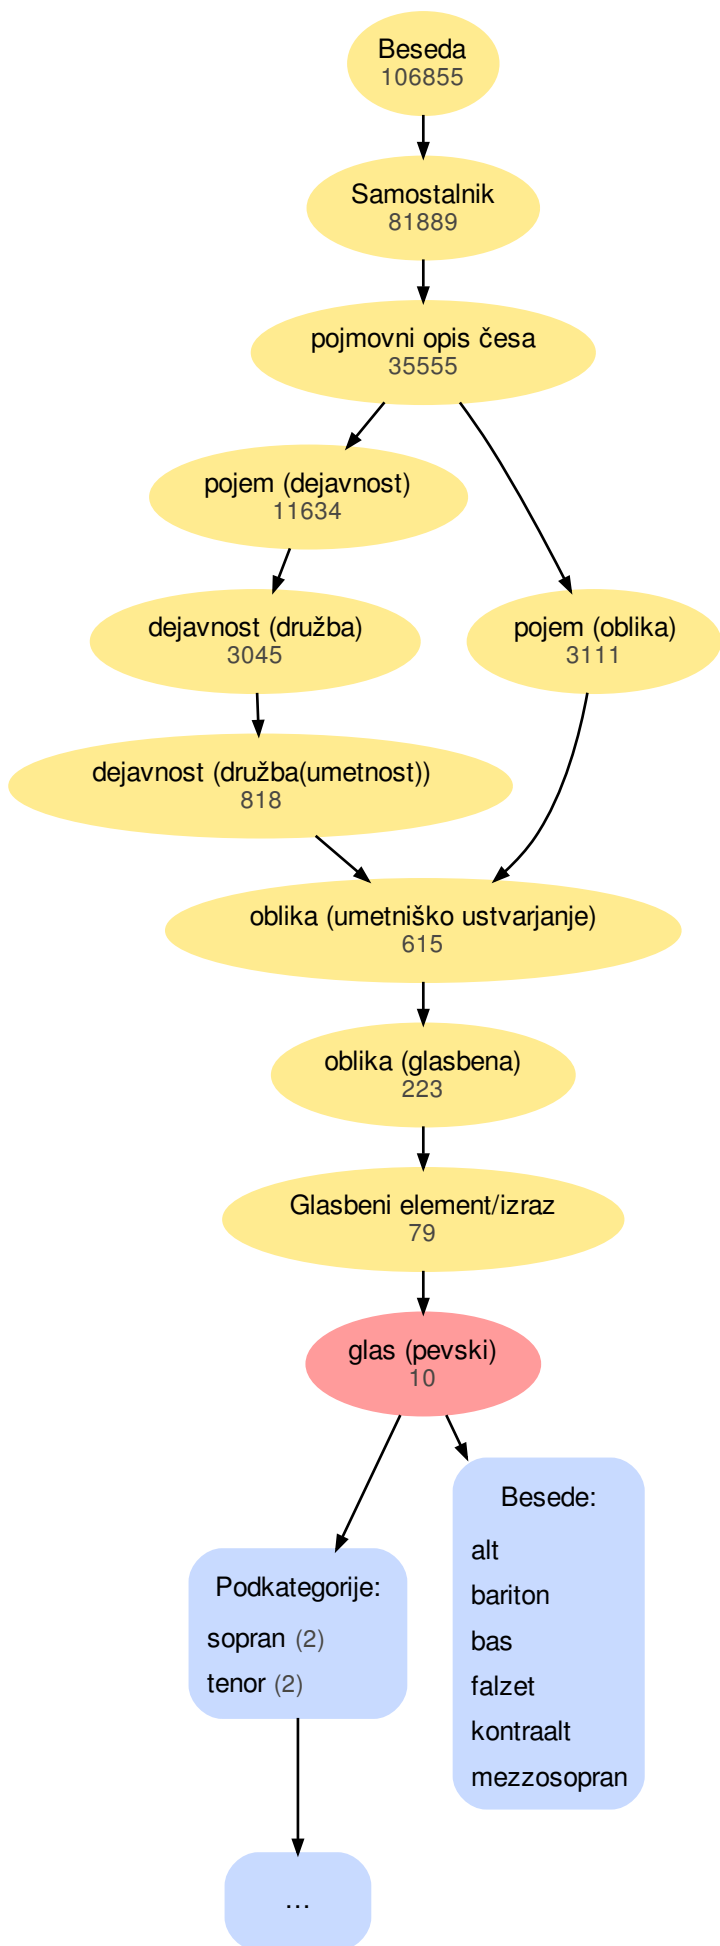 Beseda
106855
Samostalnik
81889
pojmovni opis česa
35555
pojem (dejavnost)
11634
dejavnost (družba)
3045
pojem (oblika)
3111
dejavnost (družba(umetnost))
818
oblika (umetniško ustvarjanje)
615
oblika (glasbena)
223
Glasbeni element/izraz
79
glas (pevski)
10
Podkategorije:
sopran (2)
tenor (2)
Besede:
alt
bariton
bas
falzet
kontraalt
mezzosopran
...